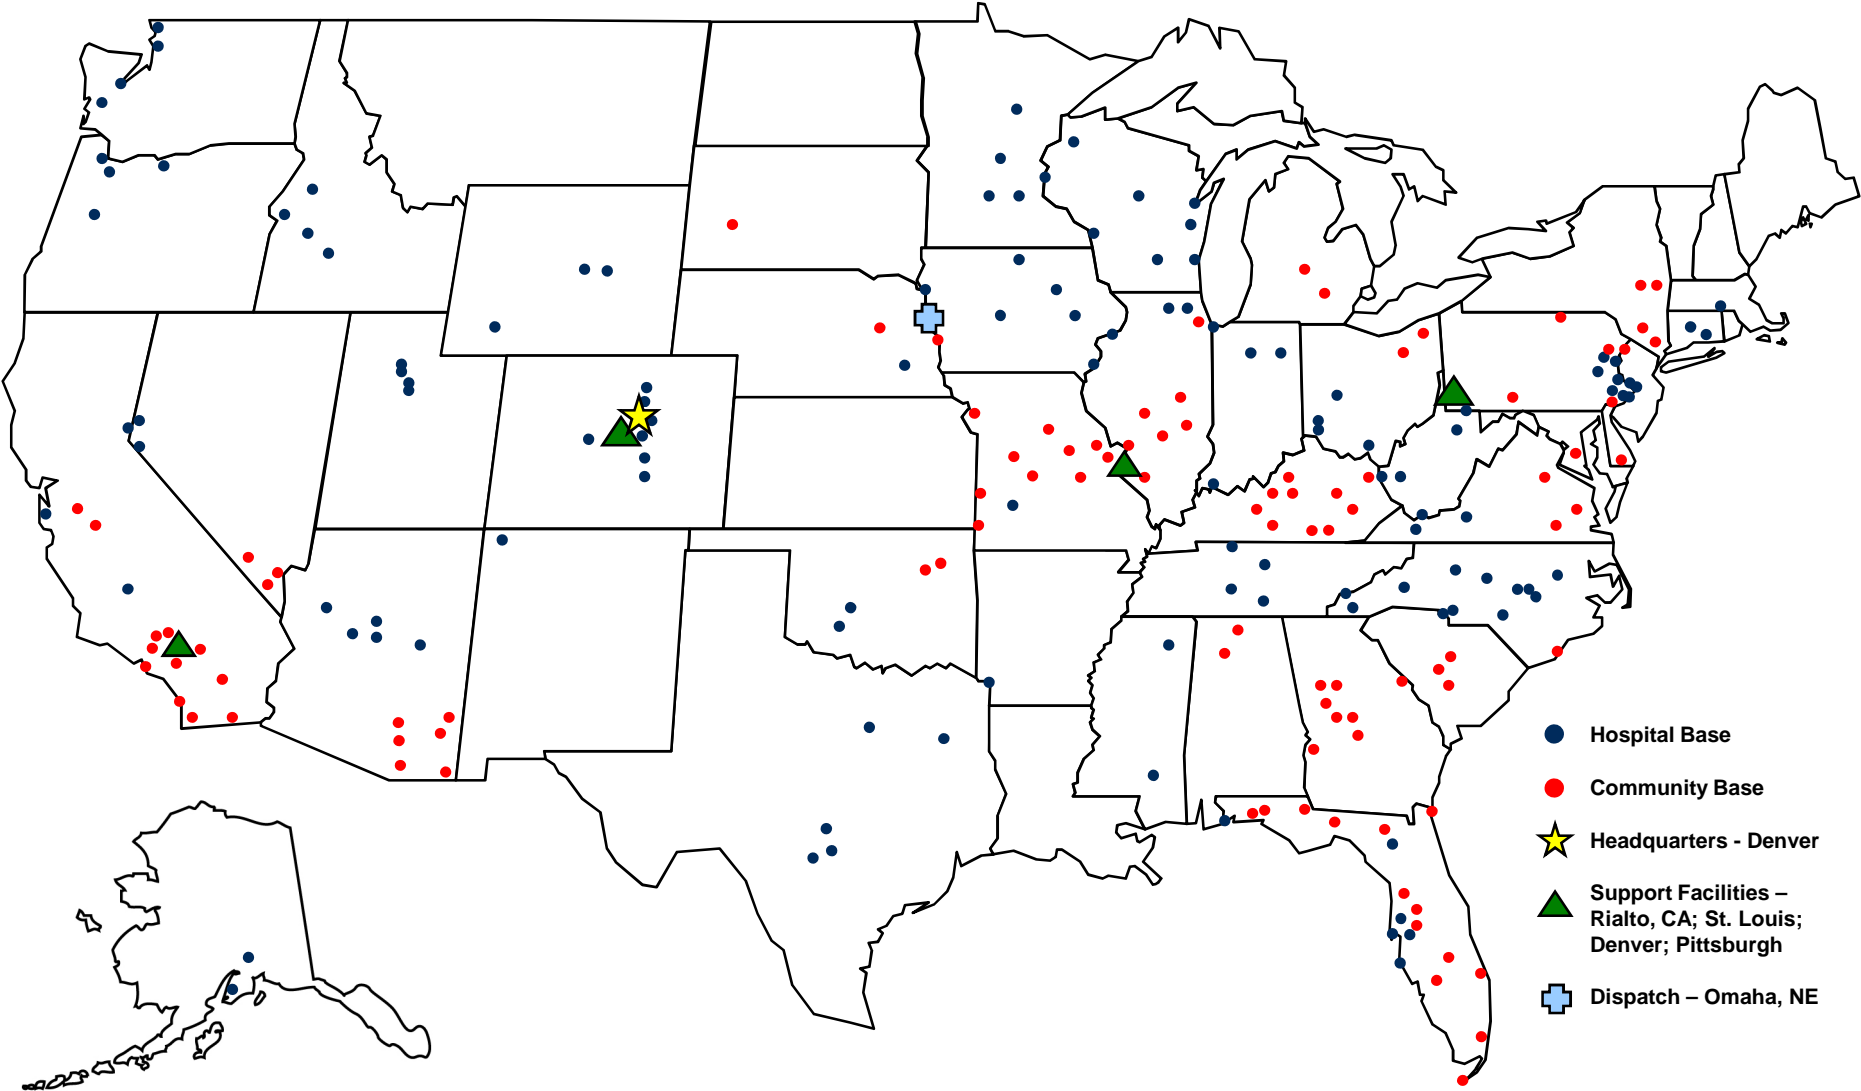 Hospital Base
Community Base
Headquarters - Denver
Support Facilities –
Rialto, CA; St. Louis;
Denver; Pittsburgh
Dispatch – Omaha, NE